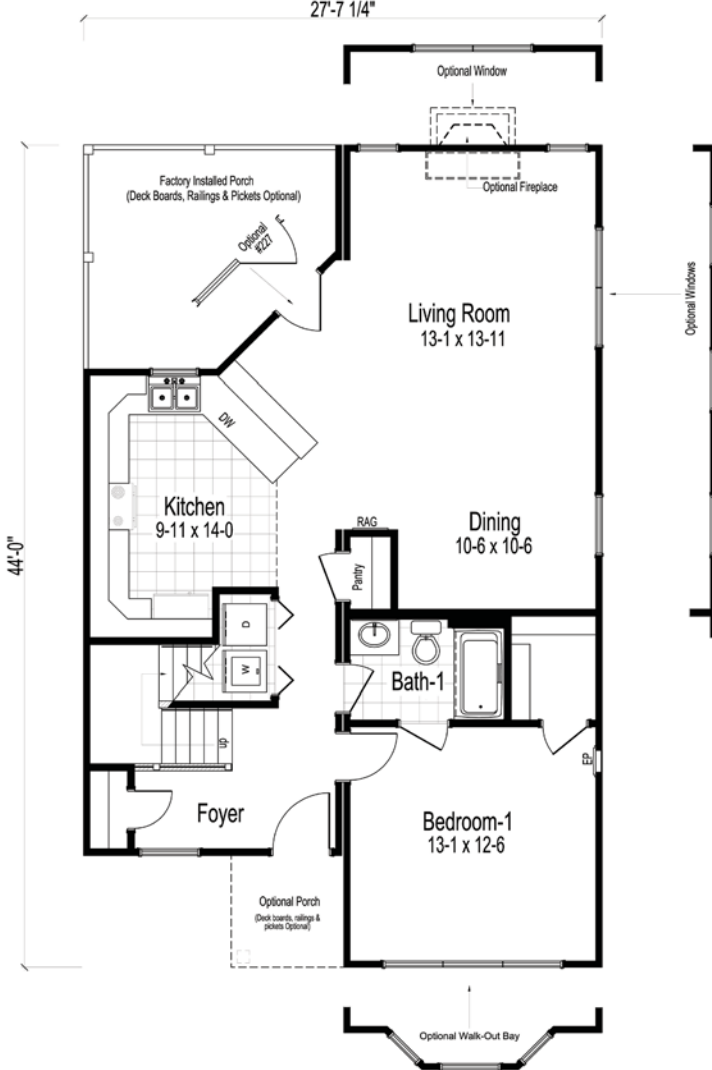 27'-7 1/4"
Optional Window
Factory Installed Porch
(Deck Boards, Railings & Pickets Optional)
Optional Fireplace
Optional
#227
Optional Windows
Living Room
13-1 x 13-11
DW
Kitchen
9-11 x 14-0
RAG
Dining
10-6 x 10-6
44'-0"
Pantry
D
W
Bath-1
up
EP
Foyer
Bedroom-1
13-1 x 12-6
Optional Porch
(Deck boards, railings &
pickets Optional)
Optional Walk-Out Bay